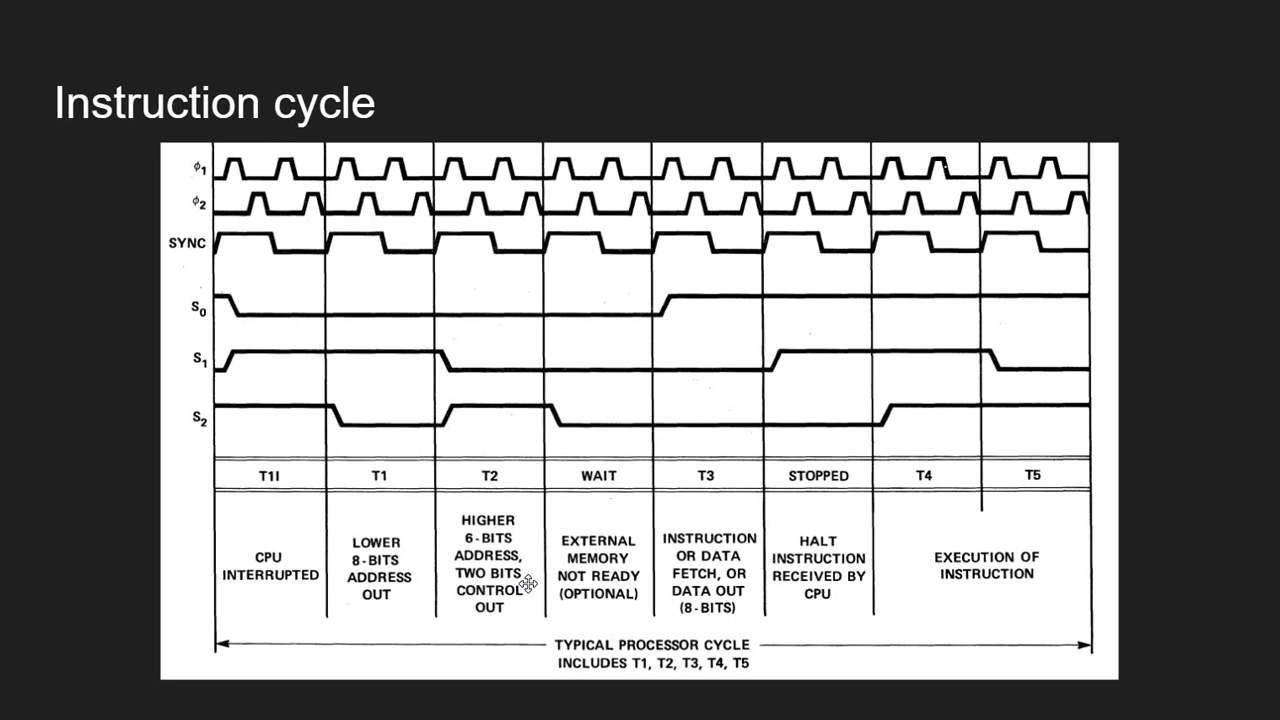 Instruction cycle
ϕ1
ϕ2
SYNC
S0
S1
S2
T1I T1 T2 WAIT T3 STOPPED T4 T5
CPU
INTERRUPTED
LOWER
8-BITS
ADDRESS
OUT
HIGHER
6-BITS
ADDRESS,
TWO BITS
CONTROL
OUT
EXTERNAL
MEMORY
NOT READY
(OPTIONAL)
INSTRUCTION
OR DATA
FETCH, OR
DATA OUT
(8-BITS)
HALT
INSTRUCTION
RECEIVED BY
CPU
EXECUTION OF
INSTRUCTION
TYPICAL PROCESSOR CYCLE
INCLUDES T1, T2, T3, T4, T5